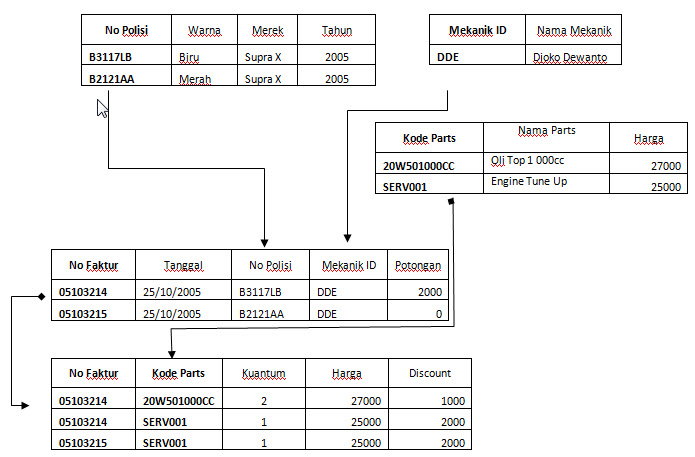 No Polisi Warna Merek Tahun
B3117LB Biru Supra X 2005
B2121AA Merah Supra X 2005
Mekanik ID Nama Mekanik
DDE Djoko Dewanto
Kode Parts Nama Parts Harga
20W501000CC Oli Top 1 000cc 27000
SERV001 Engine Tune Up 25000
No Faktur Tanggal No Polisi Mekanik ID Potongan
05103214 25/10/2005 B3117LB DDE 2000
05103215 25/10/2005 B2121AA DDE 0
No Faktur Kode Parts Kuantum Harga Discount
05103214 20W501000CC 2 27000 1000
05103214 SERV001 1 25000 2000
05103215 SERV001 1 25000 2000